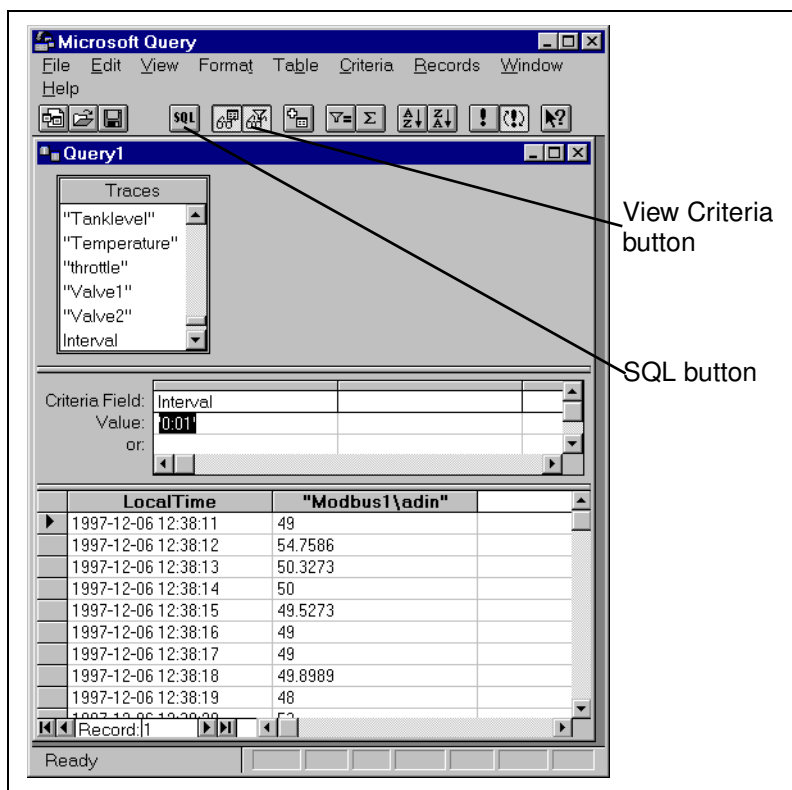 Microsoft Query
File Edit View Format Table Criteria Records Window
Help
SQL
Query1
Traces
"Tanklevel"
"Temperature"
"throttle"
"Valve1"
"Valve2"
Interval
View Criteria
button
SQL button
Criteria Field: Interval
Value: '0:01'
or:
LocalTime "Modbus1\adin"
1997-12-06 12:38:11 49
1997-12-06 12:38:12 54.7586
1997-12-06 12:38:13 50.3273
1997-12-06 12:38:14 50
1997-12-06 12:38:15 49.5273
1997-12-06 12:38:16 49
1997-12-06 12:38:17 49
1997-12-06 12:38:18 49.8989
1997-12-06 12:38:19 48
Record: 1
Ready